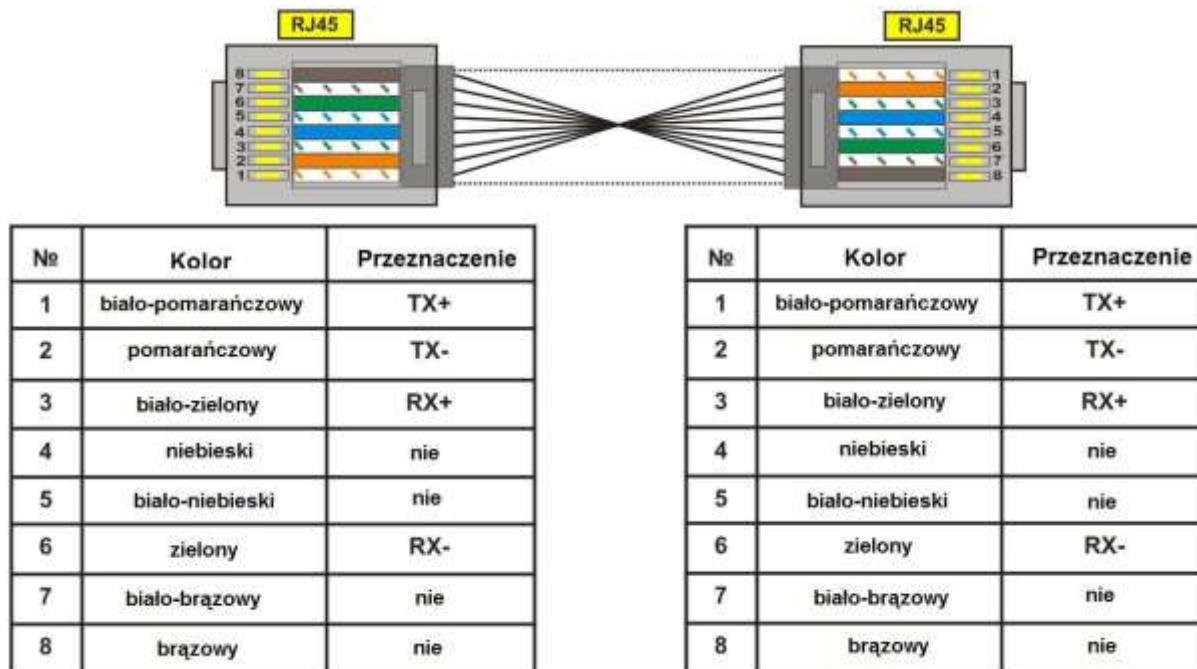 RJ45
RJ45
8
7
6
5
4
3
2
1
1
2
3
4
5
6
7
8
№ Kolor Przeznaczenie
1 biało-pomarańczowy TX+
2 pomarańczowy TX-
3 biało-zielony RX+
4 niebieski nie
5 biało-niebieski nie
6 zielony RX-
7 biało-brązowy nie
8 brązowy nie
№ Kolor Przeznaczenie
1 biało-pomarańczowy TX+
2 pomarańczowy TX-
3 biało-zielony RX+
4 niebieski nie
5 biało-niebieski nie
6 zielony RX-
7 biało-brązowy nie
8 brązowy nie